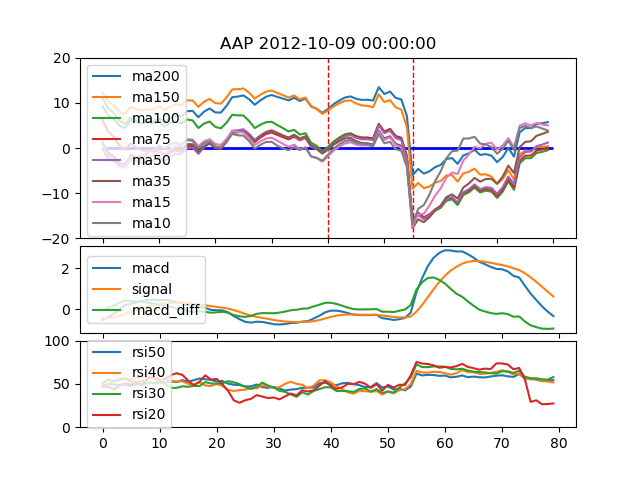 AAP 2012-10-09 00:00:00
20
10
0
−10
−20
ma200
ma150
ma100
ma75
ma50
ma35
ma15
ma10
2
0
macd
signal
macd_diff
100
50
0
rsi50
rsi40
rsi30
rsi20
0 10 20 30 40 50 60 70 80